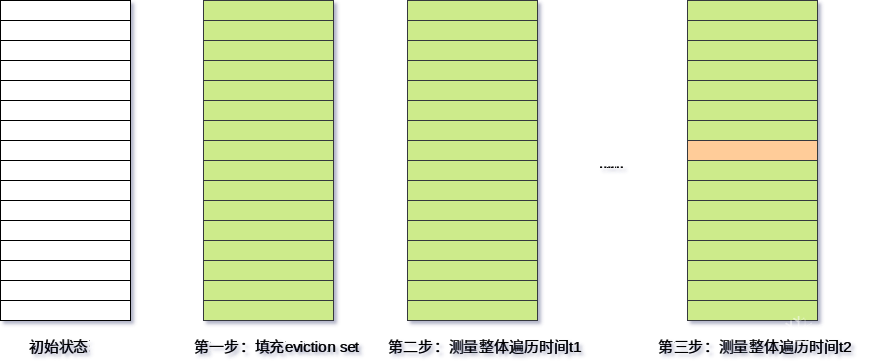 ……
初始状态
第一步：填充eviction set
第二步：测量整体遍历时间t1
第三步：测量整体遍历时间t2